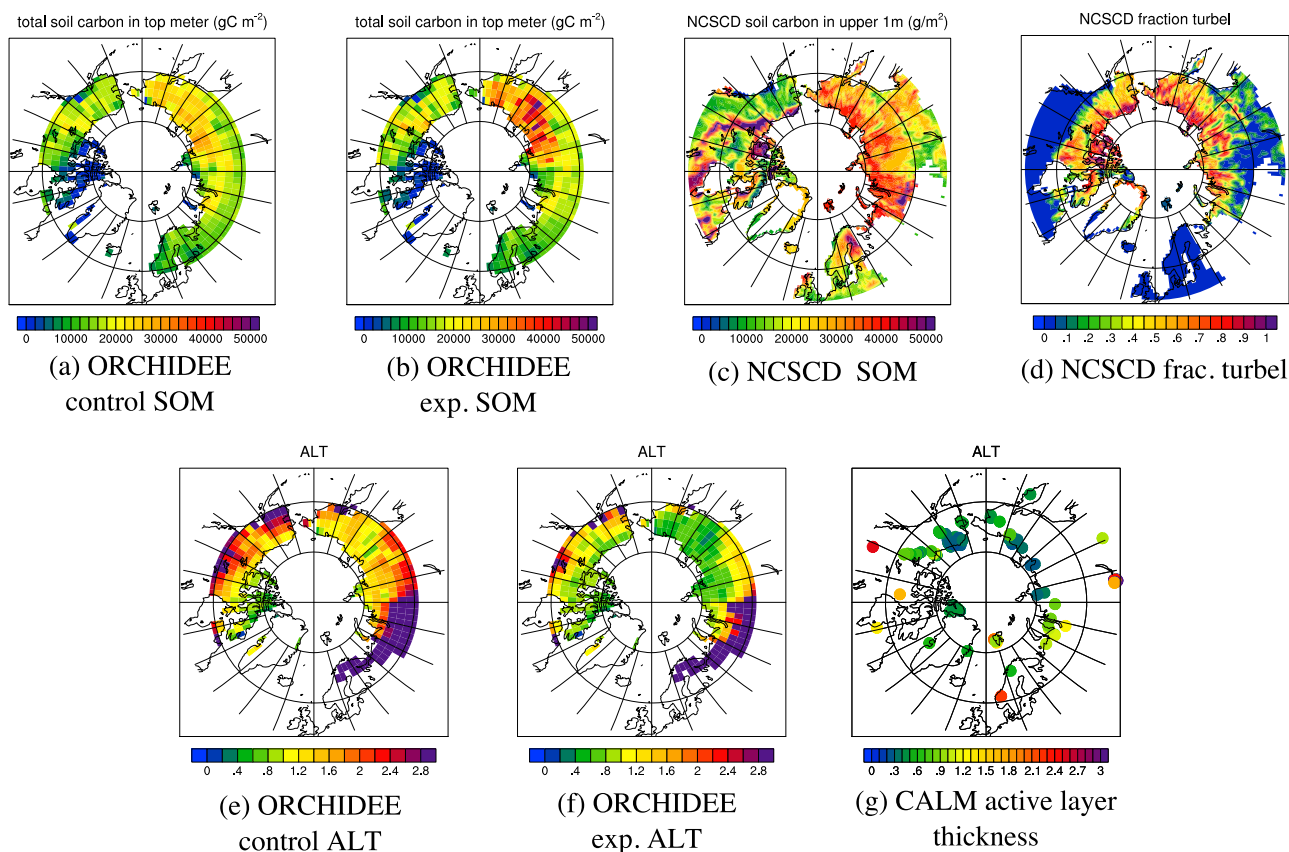 total soil carbon in top meter (gC m-2)
total soil carbon in top meter (gC m-2)
NCSCD soil carbon in upper 1m (g/m2)
NCSCD fraction turbel
0 10000 20000 30000 40000 50000
0 10000 20000 30000 40000 50000
0 10000 20000 30000 40000 50000
0 .1 .2 .3 .4 .5 .6 .7 .8 .9 1
(a) ORCHIDEE
control SOM
(b) ORCHIDEE
exp. SOM
(c) NCSCD SOM
(d) NCSCD frac. turbel
ALT
ALT
ALT
0 .4 .8 1.2 1.6 2 2.4 2.8
0 .4 .8 1.2 1.6 2 2.4 2.8
0 .3 .6 .9 1.2 1.5 1.8 2.1 2.4 2.7 3
(e) ORCHIDEE
control ALT
(f) ORCHIDEE
exp. ALT
(g) CALM active layer
thickness